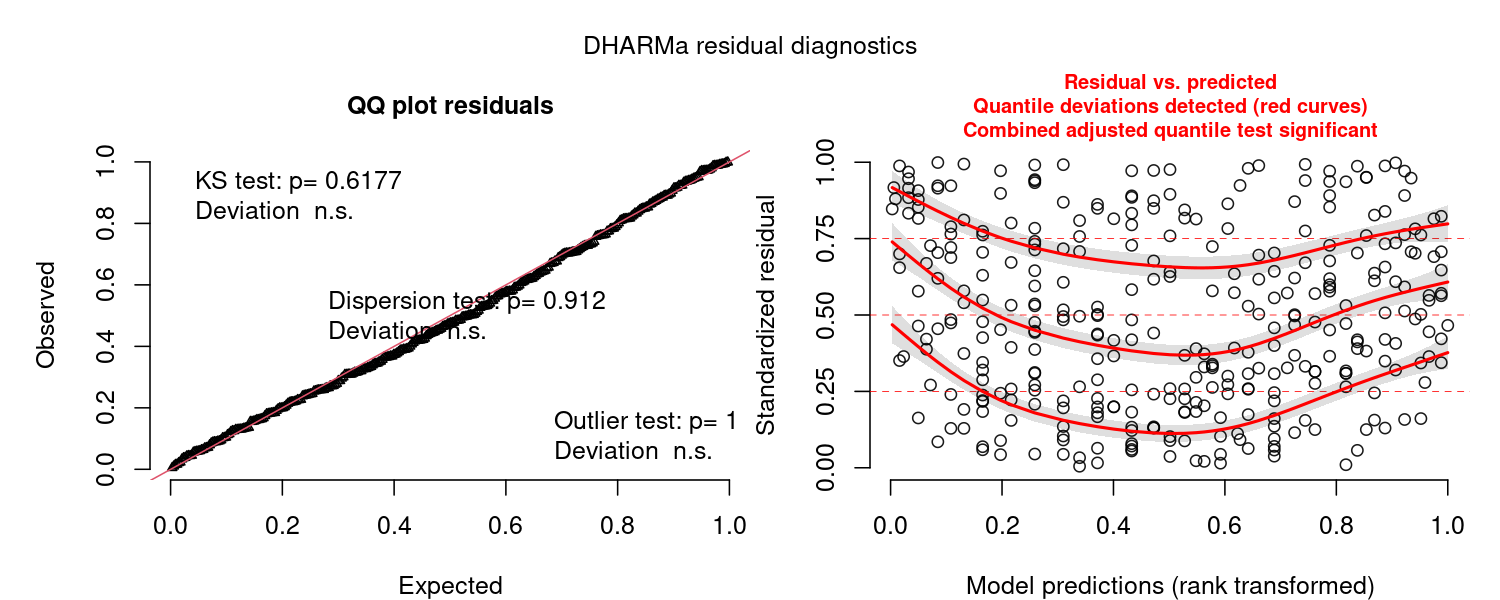 DHARMa residual diagnostics
QQ plot residuals
KS test: p= 0.6177
Deviation n.s.
Dispersion test: p= 0.912
Deviation n.s.
Outlier test: p= 1
Deviation n.s.
Observed
0.0 0.2 0.4 0.6 0.8 1.0
0.0 0.2 0.4 0.6 0.8 1.0
Expected
Residual vs. predicted
Quantile deviations detected (red curves)
Combined adjusted quantile test significant
Standardized residual
0.00 0.25 0.50 0.75 1.00
0.0 0.2 0.4 0.6 0.8 1.0
Model predictions (rank transformed)